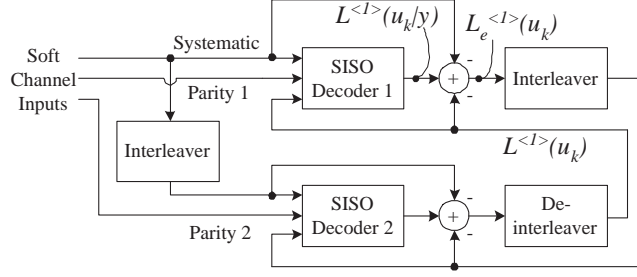 L<1>(uk/y)
Le<1>(uk)
Soft
Channel
Inputs
Systematic
Parity 1
SISO
Decoder 1
+
-
-
Interleaver
Interleaver
L<1>(uk)
Parity 2
SISO
Decoder 2
+
-
-
De-
interleaver